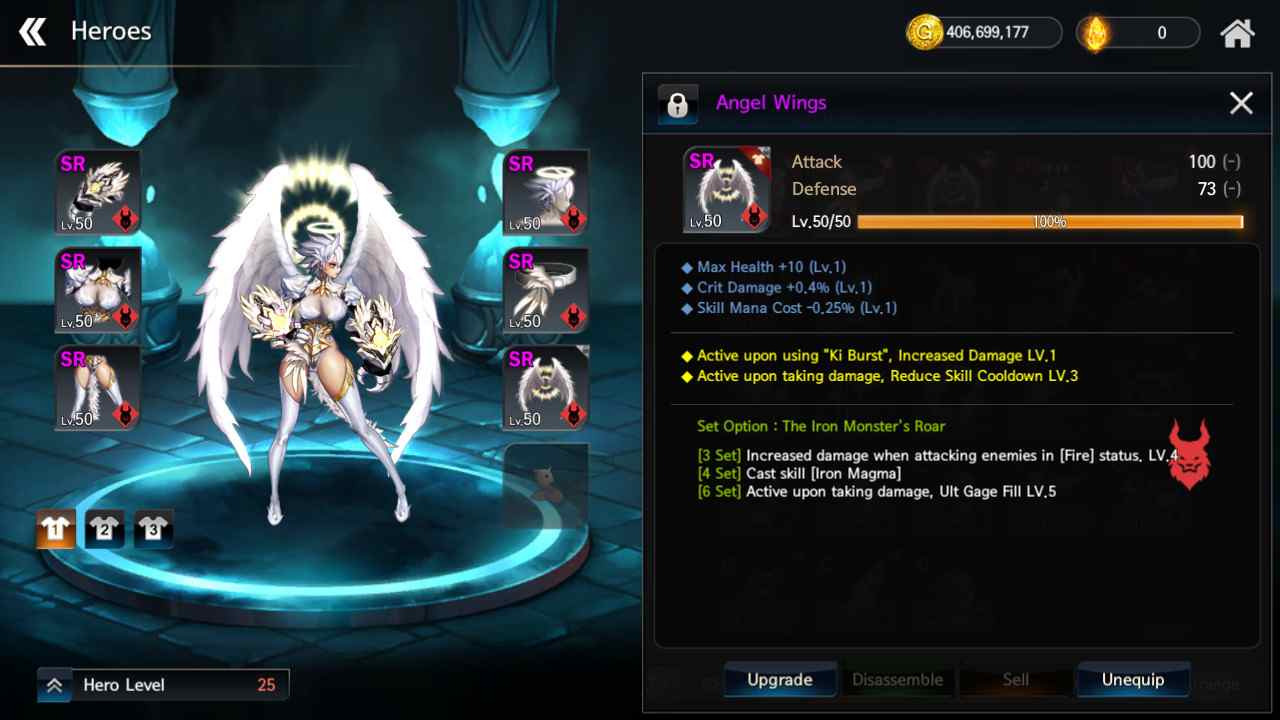 Heroes
406,699,177
0
SR
Lv.50
SR
Lv.50
SR
Lv.50
SR
Lv.50
SR
Lv.50
SR
Lv.50
1 2 3
Hero Level 25
Angel Wings
SR
Lv.50
Attack 100 (-)
Defense 73 (-)
Lv.50/50 100%
Max Health +10 (Lv.1)
Crit Damage +0.4% (Lv.1)
Skill Mana Cost -0.25% (Lv.1)
Active upon using "Ki Burst", Increased Damage LV.1
Active upon taking damage, Reduce Skill Cooldown LV.3
Set Option : The Iron Monster's Roar
[3 Set] Increased damage when attacking enemies in [Fire] status. LV.4
[4 Set] Cast skill [Iron Magma]
[6 Set] Active upon taking damage, Ult Gage Fill LV.5
Upgrade Disassemble Sell Unequip